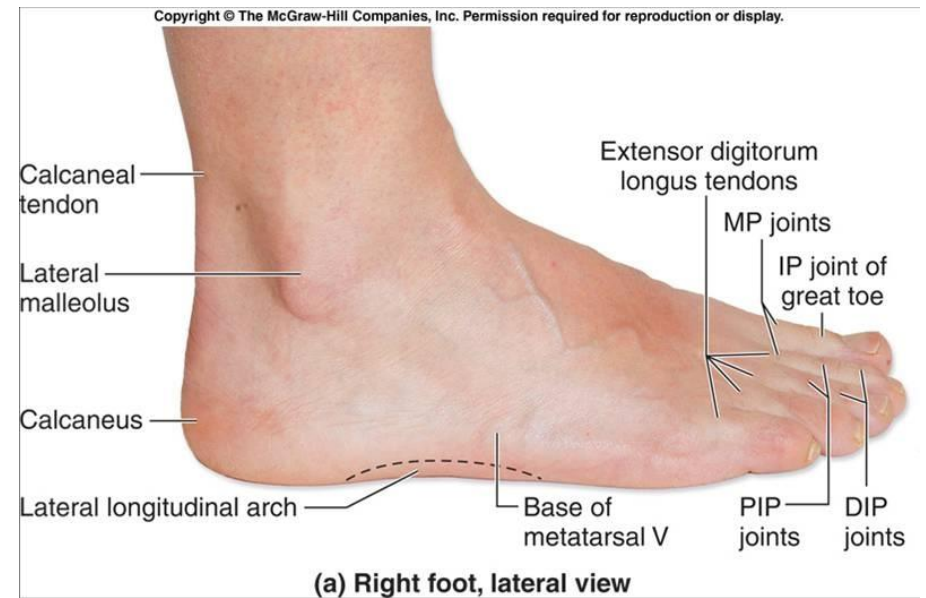 Copyright © The McGraw-Hill Companies, Inc. Permission required for reproduction or display.
Extensor digitorum
longus tendons
MP joints
IP joint of
great toe
Calcaneal
tendon
Lateral
malleolus
Calcaneus
Lateral longitudinal arch
Base of
metatarsal V
PIP
joints
DIP
joints
(a) Right foot, lateral view